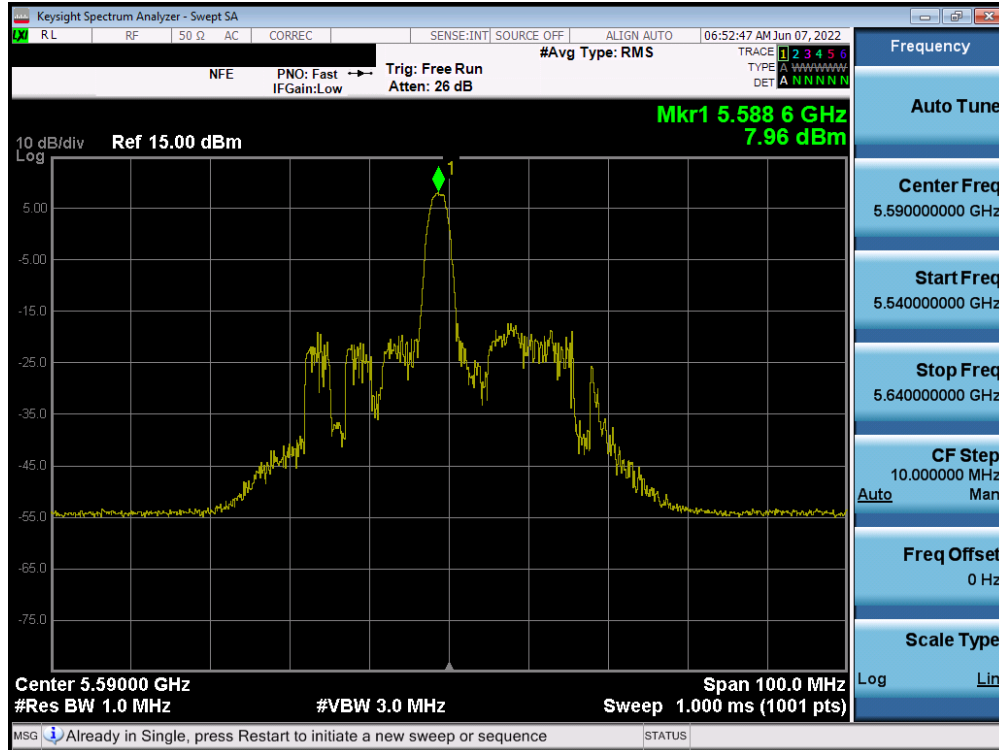 Keysight Spectrum Analyzer - Swept SA
LXI RL RF 50 Ω AC CORREC SENSE:INT SOURCE OFF ALIGN AUTO 06:52:47 AM Jun 07, 2022
#Avg Type: RMS
NFE
PNO: Fast
IFGain:Low
Trig: Free Run
Atten: 26 dB
TRACE 1 2 3 4 5 6
TYPE A WWWWW
DET A N N N N N
Mkr1 5.588 6 GHz
7.96 dBm
10 dB/div Ref 15.00 dBm
Log
1
5.00
-5.00
-15.0
-25.0
-35.0
-45.0
-55.0
-65.0
-75.0
Center 5.59000 GHz Span 100.0 MHz
#Res BW 1.0 MHz #VBW 3.0 MHz Sweep 1.000 ms (1001 pts)
MSG Already in Single, press Restart to initiate a new sweep or sequence STATUS
Frequency
Auto Tune
Center Freq
5.590000000 GHz
Start Freq
5.540000000 GHz
Stop Freq
5.640000000 GHz
CF Step
10.000000 MHz
Auto Man
Freq Offset
0 Hz
Scale Type
Log Lin